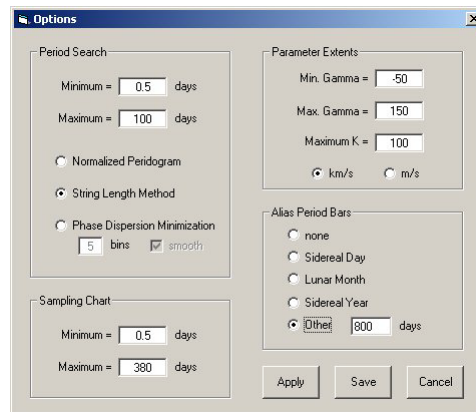 Options
Period Search
Minimum = 0.5 days
Maximum = 100 days
Normalized Peridogram
String Length Method
Phase Dispersion Minimization
5 bins smooth
Sampling Chart
Minimum = 0.5 days
Maximum = 380 days
Parameter Extents
Min. Gamma = -50
Max. Gamma = 150
Maximum K = 100
km/s m/s
Alias Period Bars
none
Sidereal Day
Lunar Month
Sidereal Year
Other 800 days
Apply Save Cancel